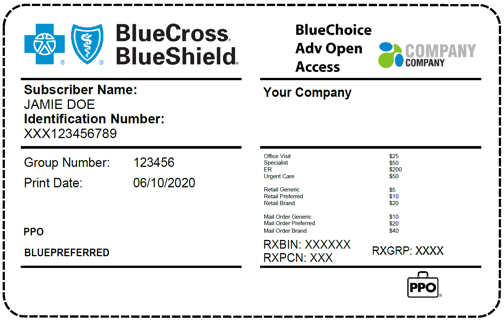 BlueCross®
BlueShield®
BlueChoice
Adv Open
Access
COMPANY
COMPANY
Subscriber Name:
JAMIE DOE
Identification Number:
XXX123456789
Your Company
Group Number: 123456
Print Date: 06/10/2020
PPO
BLUEPREFERRED
Office Visit $25
Specialist $50
ER $200
Urgent Care $50
Retail Generic $5
Retail Preferred $10
Retail Brand $20
Mail Order Generic $10
Mail Order Preferred $20
Mail Order Brand $40
RXBIN: XXXXXX
RXPCN: XXX
RXGRP: XXXX
PPO®